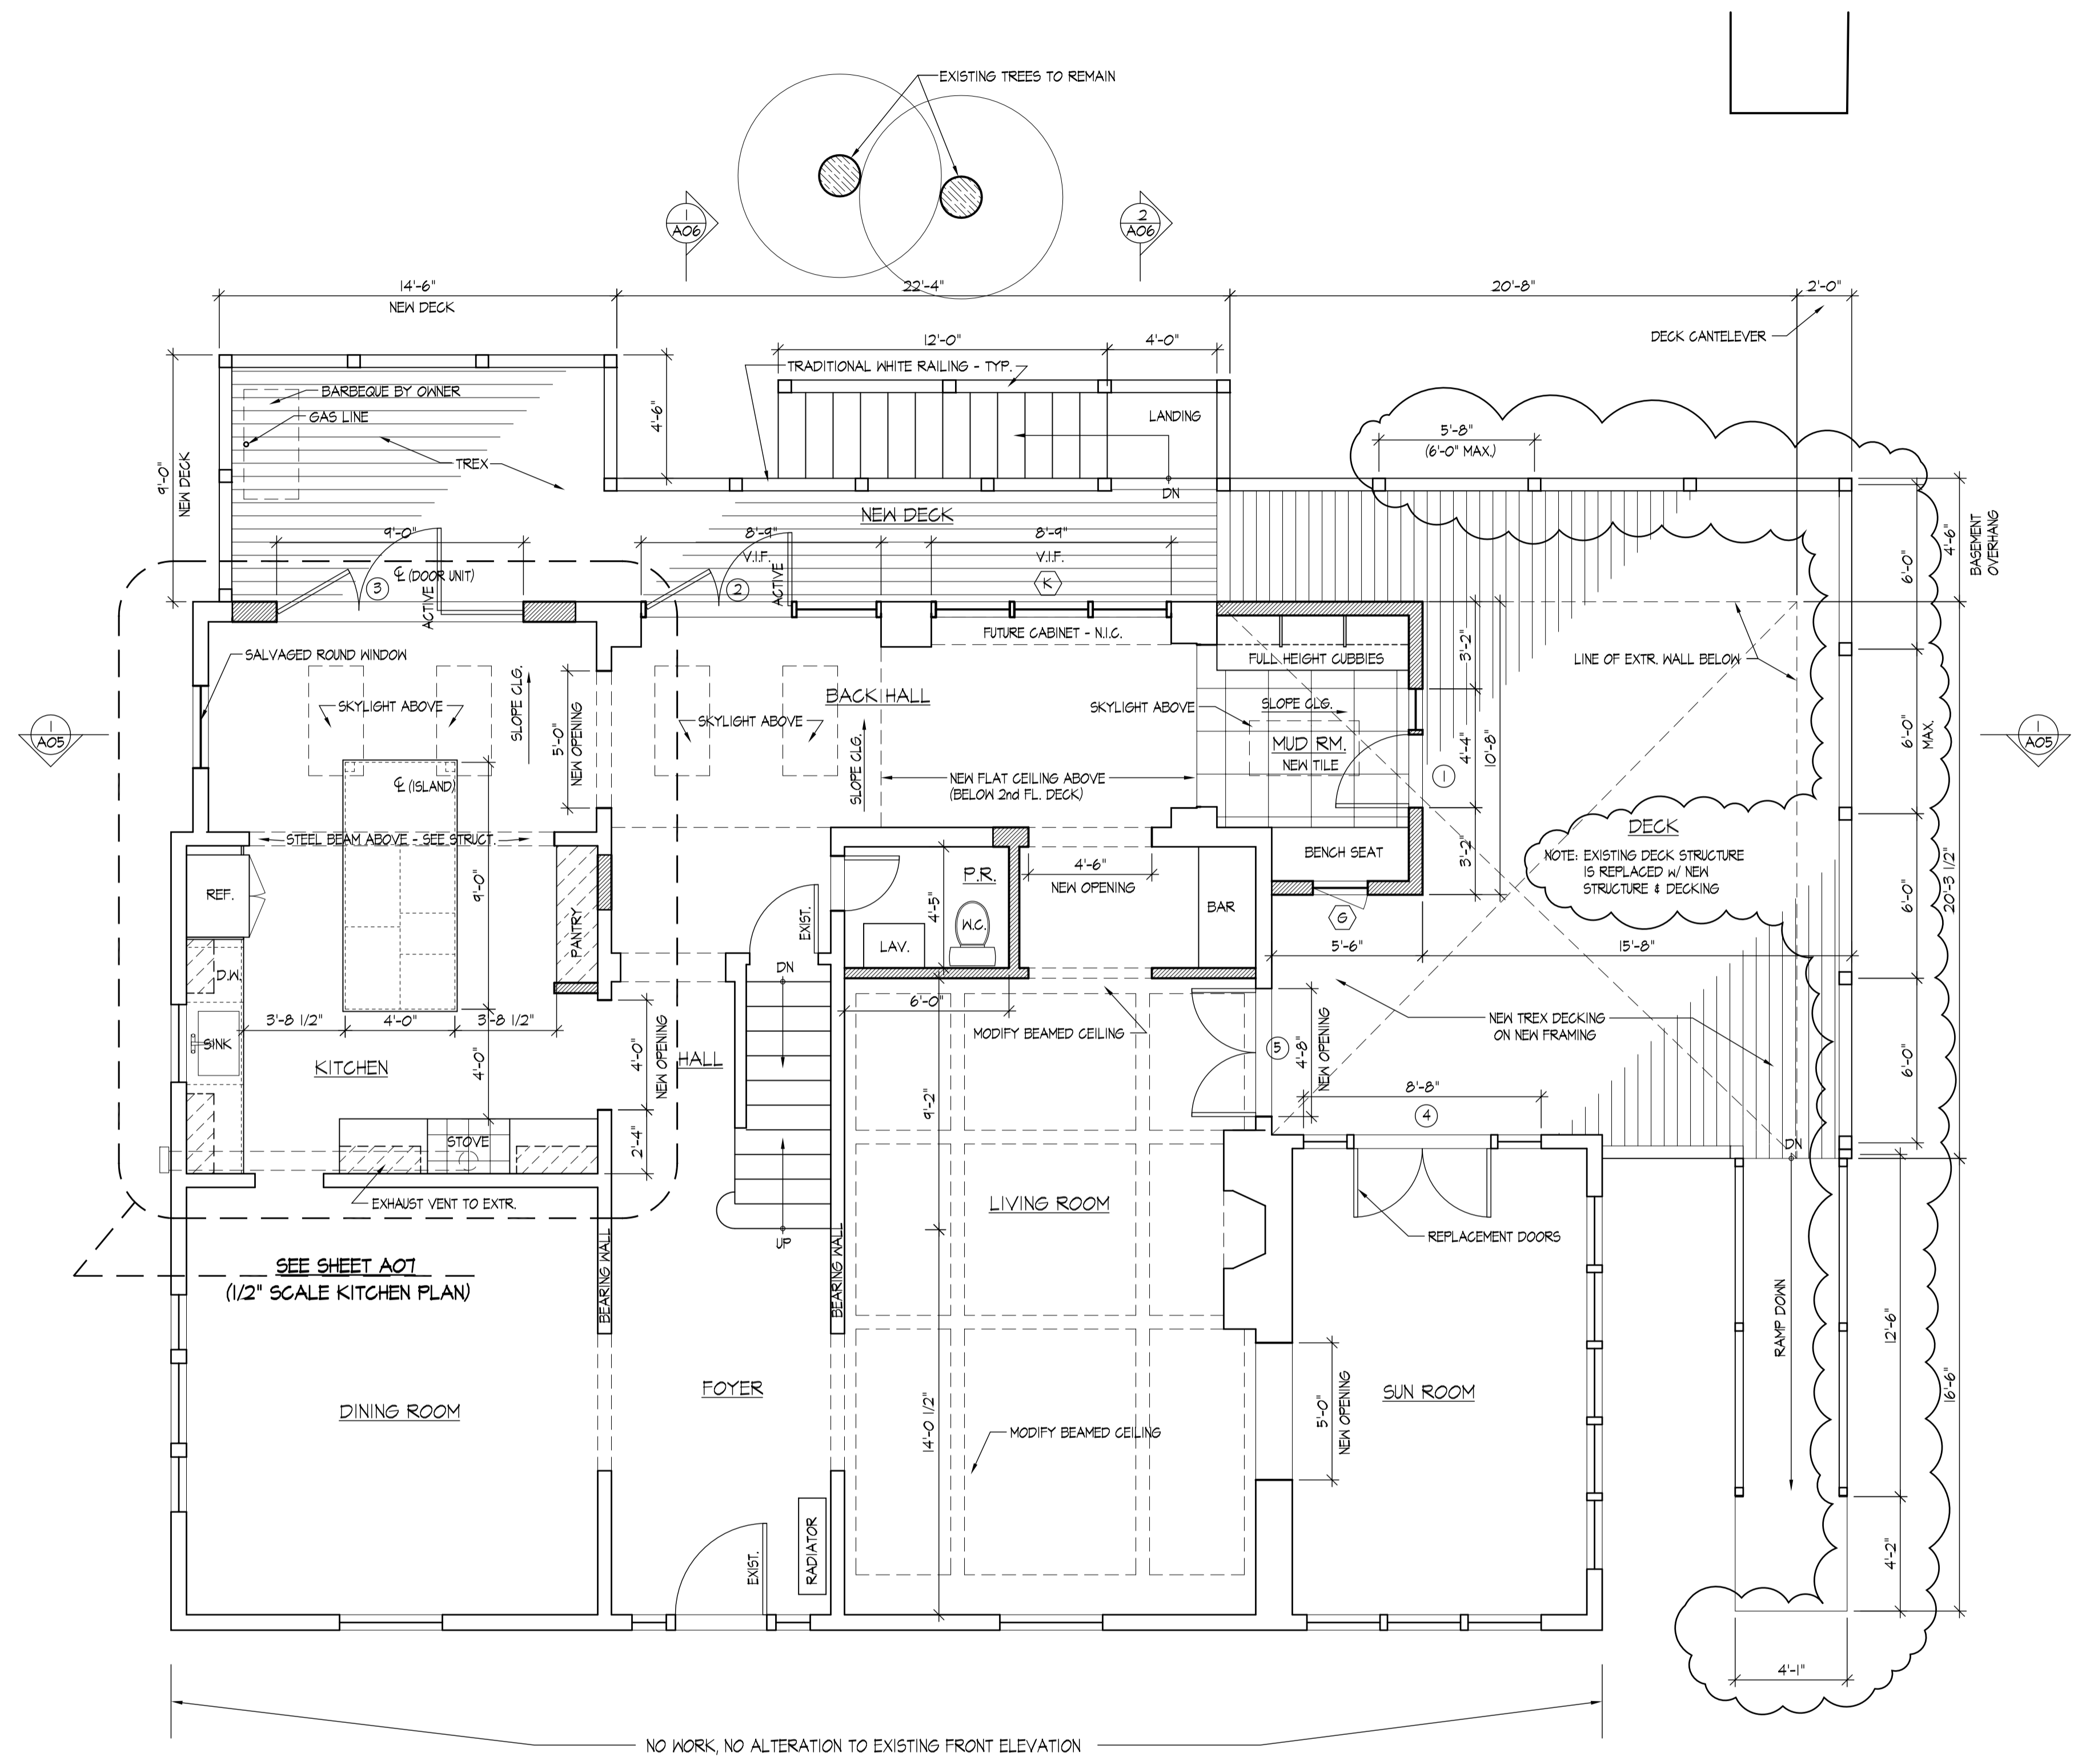 EXISTING TREES TO REMAIN
1
A06
2
A06
14'-6"
NEW DECK
22'-4"
20'-8"
2'-0"
DECK CANTELEVER
12'-0"
4'-0"
TRADITIONAL WHITE RAILING - TYP.
BARBEQUE BY OWNER
GAS LINE
TREX
4'-6"
9'-0"
NEW DECK
LANDING
DN
5'-8"
(6'-0" MAX.)
NEW DECK
9'-0"
8'-9"
V.I.F.
8'-9"
V.I.F.
℄ (DOOR UNIT)
3
ACTIVE
2
ACTIVE
K
4'-6"
BASEMENT
OVERHANG
6'-0"
FUTURE CABINET - N.I.C.
SALVAGED ROUND WINDOW
FULL HEIGHT CUBBIES
3'-2"
LINE OF EXTR. WALL BELOW
SKYLIGHT ABOVE
SLOPE CLG.
5'-0"
NEW OPENING
SKYLIGHT ABOVE
BACK HALL
SLOPE CLG.
SKYLIGHT ABOVE
SLOPE CLG.
MUD RM.
NEW TILE
4'-4"
10'-8"
1
1
A05
1
A05
6'-0"
MAX.
℄ (ISLAND)
NEW FLAT CEILING ABOVE
(BELOW 2nd FL. DECK)
STEEL BEAM ABOVE - SEE STRUCT.
REF.
9'-0"
PANTRY
EXIST.
P.R.
4'-5"
W.C.
LAV.
4'-6"
NEW OPENING
BAR
BENCH SEAT
3'-2"
G
DECK
NOTE: EXISTING DECK STRUCTURE
IS REPLACED W/ NEW
STRUCTURE & DECKING
6'-0"
20'-3 1/2"
5'-6"
15'-8"
D.W.
DN
SINK
3'-8 1/2"
4'-0"
3'-8 1/2"
6'-0"
MODIFY BEAMED CEILING
NEW TREX DECKING
ON NEW FRAMING
KITCHEN
4'-0"
4'-0"
NEW OPENING
HALL
5
4'-8"
NEW OPENING
8'-8"
4
6'-0"
9'-2"
STOVE
2'-4"
DN
EXHAUST VENT TO EXTR.
UP
LIVING ROOM
REPLACEMENT DOORS
SEE SHEET A07
(1/2" SCALE KITCHEN PLAN)
BEARING WALL
BEARING WALL
RAMP DOWN
12'-6"
16'-6"
DINING ROOM
FOYER
14'-0 1/2"
MODIFY BEAMED CEILING
5'-0"
NEW OPENING
SUN ROOM
EXIST.
RADIATOR
4'-2"
4'-1"
NO WORK, NO ALTERATION TO EXISTING FRONT ELEVATION